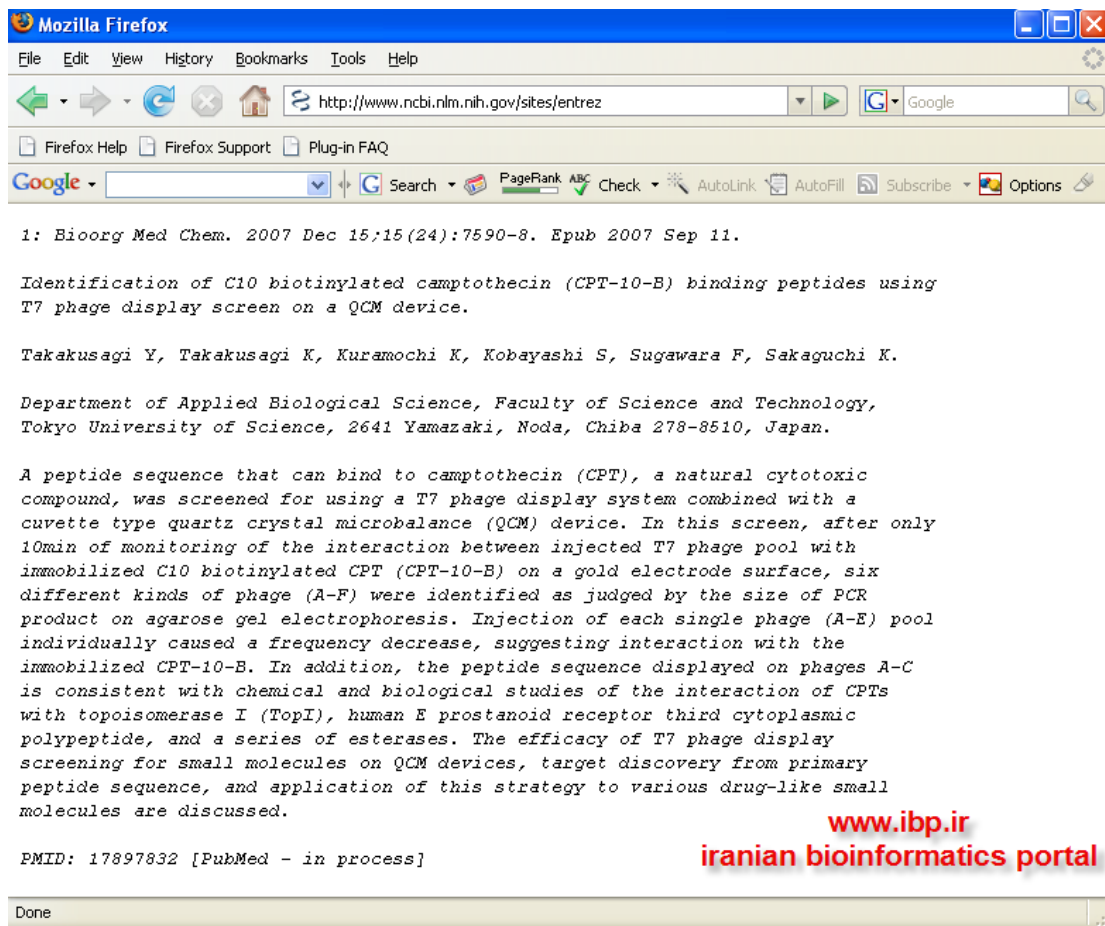 Mozilla Firefox
File Edit View History Bookmarks Tools Help
http://www.ncbi.nlm.nih.gov/sites/entrez G Google
Firefox Help Firefox Support Plug-in FAQ
Google G Search PageRank ABC Check AutoLink AutoFill Subscribe Options
1: Bioorg Med Chem. 2007 Dec 15;15(24):7590-8. Epub 2007 Sep 11.
Identification of C10 biotinylated camptothecin (CPT-10-B) binding peptides using
T7 phage display screen on a QCM device.
Takakusagi Y, Takakusagi K, Kuramochi K, Kobayashi S, Sugawara F, Sakaguchi K.
Department of Applied Biological Science, Faculty of Science and Technology,
Tokyo University of Science, 2641 Yamazaki, Noda, Chiba 278-8510, Japan.
A peptide sequence that can bind to camptothecin (CPT), a natural cytotoxic
compound, was screened for using a T7 phage display system combined with a
cuvette type quartz crystal microbalance (QCM) device. In this screen, after only
10min of monitoring of the interaction between injected T7 phage pool with
immobilized C10 biotinylated CPT (CPT-10-B) on a gold electrode surface, six
different kinds of phage (A-F) were identified as judged by the size of PCR
product on agarose gel electrophoresis. Injection of each single phage (A-E) pool
individually caused a frequency decrease, suggesting interaction with the
immobilized CPT-10-B. In addition, the peptide sequence displayed on phages A-C
is consistent with chemical and biological studies of the interaction of CPTs
with topoisomerase I (TopI), human E prostanoid receptor third cytoplasmic
polypeptide, and a series of esterases. The efficacy of T7 phage display
screening for small molecules on QCM devices, target discovery from primary
peptide sequence, and application of this strategy to various drug-like small
molecules are discussed.
www.ibp.ir
iranian bioinformatics portal
PMID: 17897832 [PubMed - in process]
Done